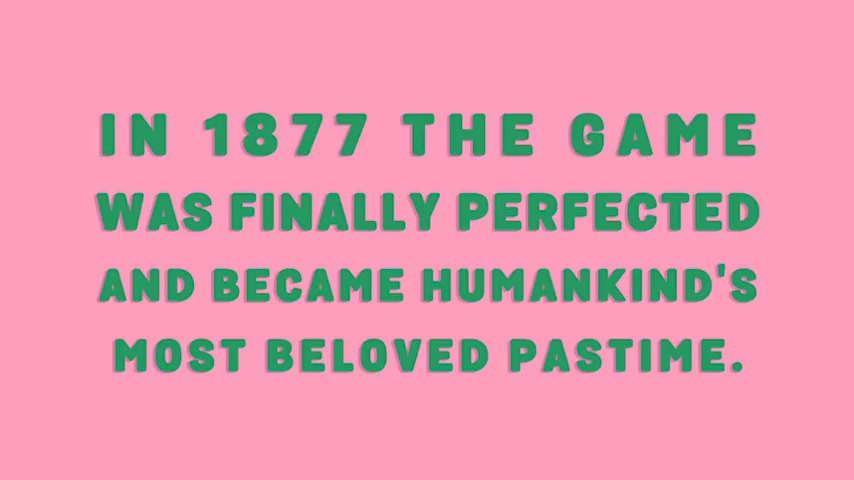 IN 1877 THE GAME
WAS FINALLY PERFECTED
AND BECAME HUMANKIND'S
MOST BELOVED PASTIME.